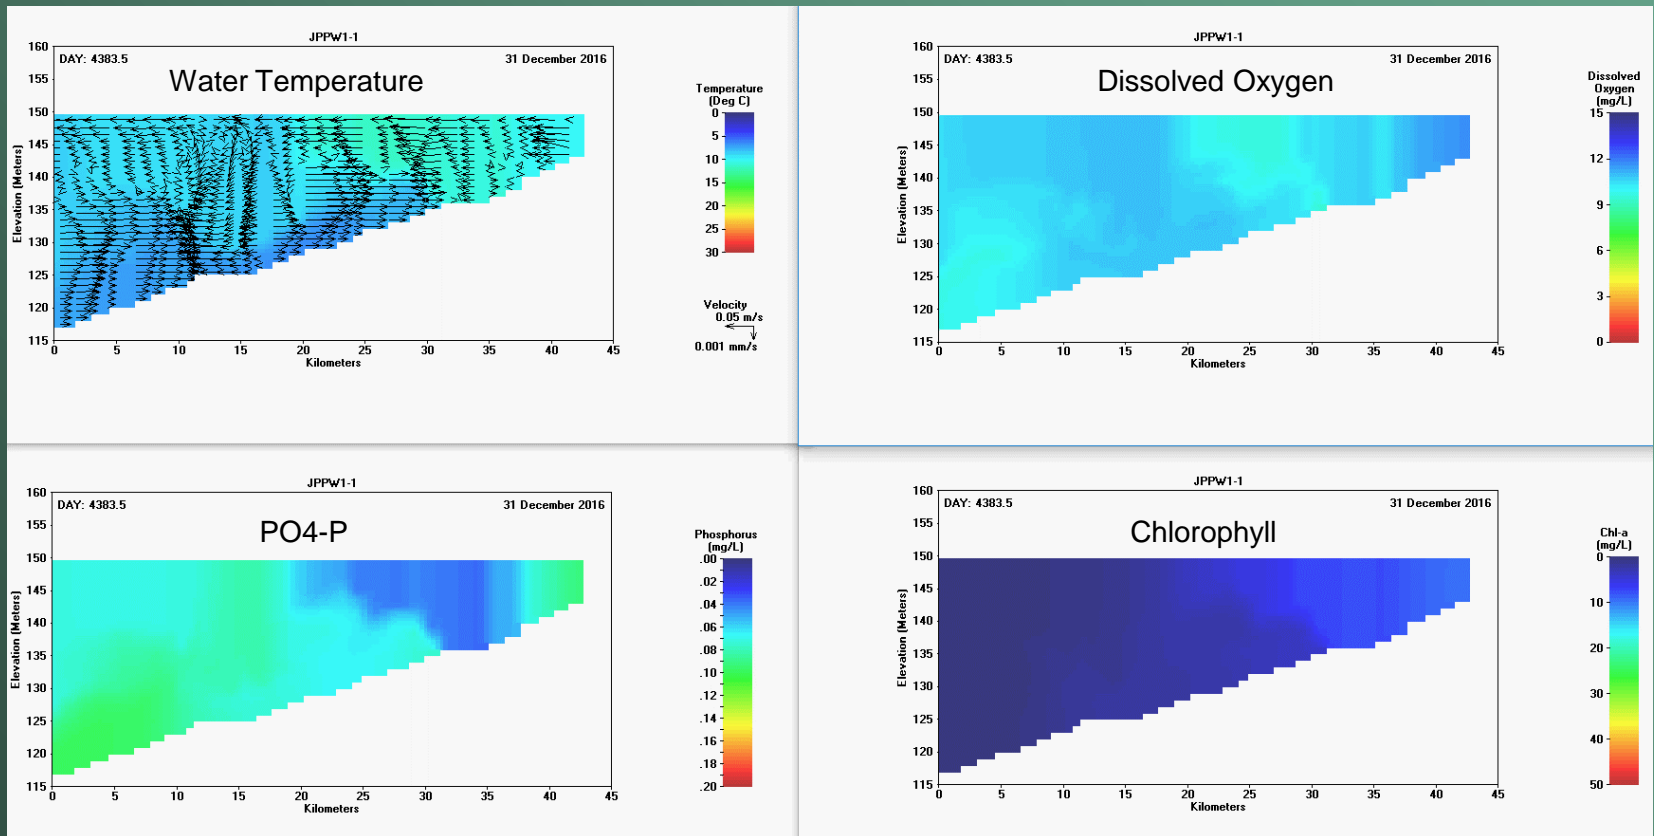 JPPW1-1
160
DAY: 4383.5
31 December 2016
Water Temperature
155
150
145
140
135
130
125
120
115
Elevation (Meters)
0 5 10 15 20 25 30 35 40 45
Kilometers
Temperature
(Deg C)
0
5
10
15
20
25
30
Velocity
0.05 m/s
0.001 mm/s
JPPW1-1
160
DAY: 4383.5
31 December 2016
Dissolved Oxygen
155
150
145
140
135
130
125
120
115
Elevation (Meters)
0 5 10 15 20 25 30 35 40 45
Kilometers
Dissolved
Oxygen
(mg/L)
15
12
9
6
3
0
JPPW1-1
160
DAY: 4383.5
31 December 2016
PO4-P
155
150
145
140
135
130
125
120
115
Elevation (Meters)
0 5 10 15 20 25 30 35 40 45
Kilometers
Phosphorus
(mg/L)
.00
.02
.04
.06
.08
.10
.12
.14
.16
.18
.20
JPPW1-1
160
DAY: 4383.5
31 December 2016
Chlorophyll
155
150
145
140
135
130
125
120
115
Elevation (Meters)
0 5 10 15 20 25 30 35 40 45
Kilometers
Chl-a
(mg/L)
0
10
20
30
40
50